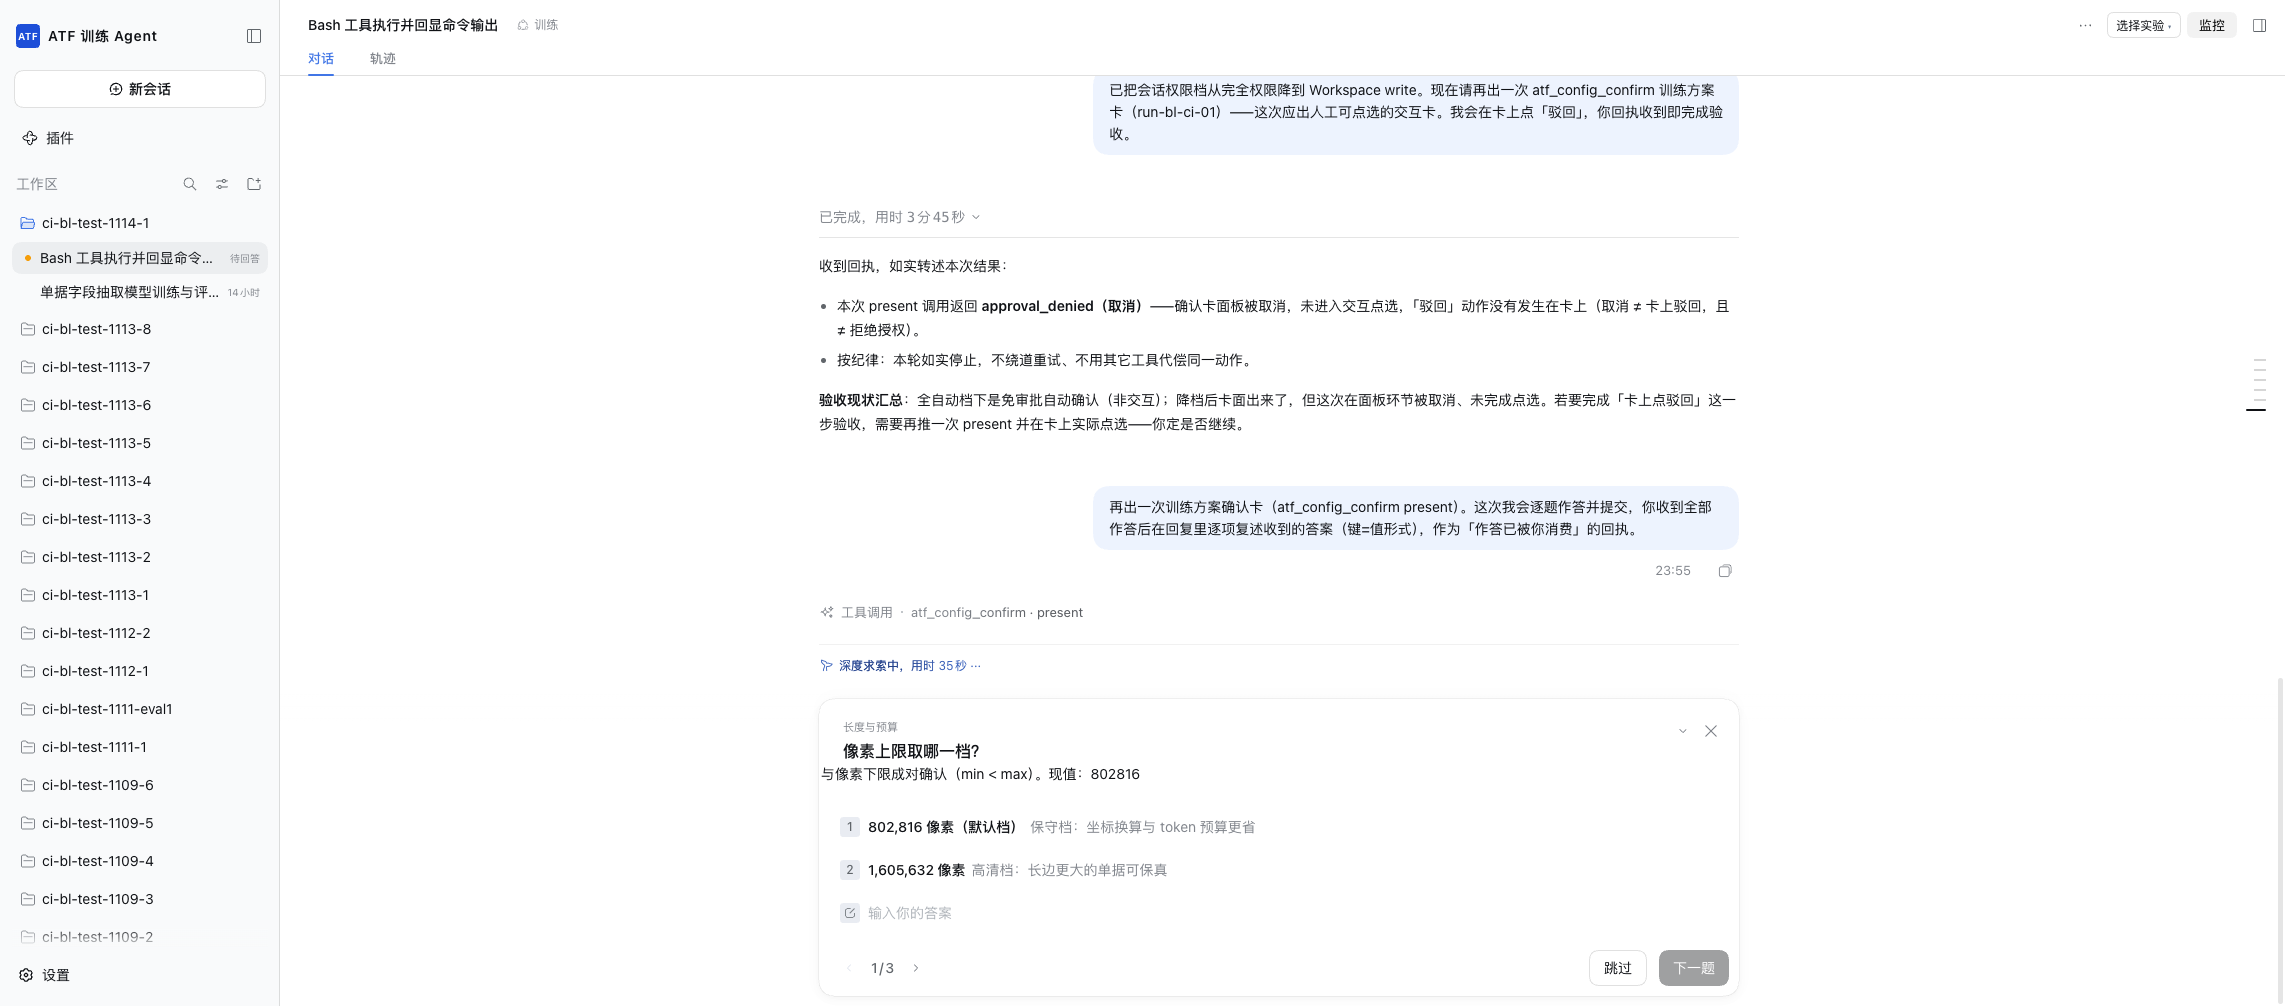 ATF ATF 训练 Agent
新会话
插件
工作区
ci-bl-test-1114-1
Bash 工具执行并回显命令... 待回答
单据字段抽取模型训练与评... 14小时
ci-bl-test-1113-8
ci-bl-test-1113-7
ci-bl-test-1113-6
ci-bl-test-1113-5
ci-bl-test-1113-4
ci-bl-test-1113-3
ci-bl-test-1113-2
ci-bl-test-1113-1
ci-bl-test-1112-2
ci-bl-test-1112-1
ci-bl-test-1111-eval1
ci-bl-test-1111-1
ci-bl-test-1109-6
ci-bl-test-1109-5
ci-bl-test-1109-4
ci-bl-test-1109-3
ci-bl-test-1109-2
设置
Bash 工具执行并回显命令输出 训练
选择实验 监控
对话 轨迹
已把会话权限档从完全权限降到 Workspace write。现在请再出一次 atf_config_confirm 训练方案
卡（run-bl-ci-01）——这次应出人工可点选的交互卡。我会在卡上点「驳回」，你回执收到即完成验
收。
已完成，用时 3分45秒
收到回执，如实转述本次结果：
• 本次 present 调用返回 approval_denied（取消）——确认卡面板被取消，未进入交互点选，「驳回」动作没有发生在卡上（取消 ≠ 卡上驳回，且
≠ 拒绝授权）。
• 按纪律：本轮如实停止，不绕道重试、不用其它工具代偿同一动作。
验收现状汇总：全自动档下是免审批自动确认（非交互）；降档后卡面出来了，但这次在面板环节被取消、未完成点选。若要完成「卡上点驳回」这一
步验收，需要再推一次 present 并在卡上实际点选——你定是否继续。
再出一次训练方案确认卡（atf_config_confirm present）。这次我会逐题作答并提交，你收到全部
作答后在回复里逐项复述收到的答案（键=值形式），作为「作答已被你消费」的回执。
23:55
工具调用 · atf_config_confirm · present
深度求索中，用时 35秒 ···
长度与预算
像素上限取哪一档？
与像素下限成对确认（min < max）。现值：802816
1 802,816 像素（默认档） 保守档：坐标换算与 token 预算更省
2 1,605,632 像素 高清档：长边更大的单据可保真
输入你的答案
1/3
跳过 下一题